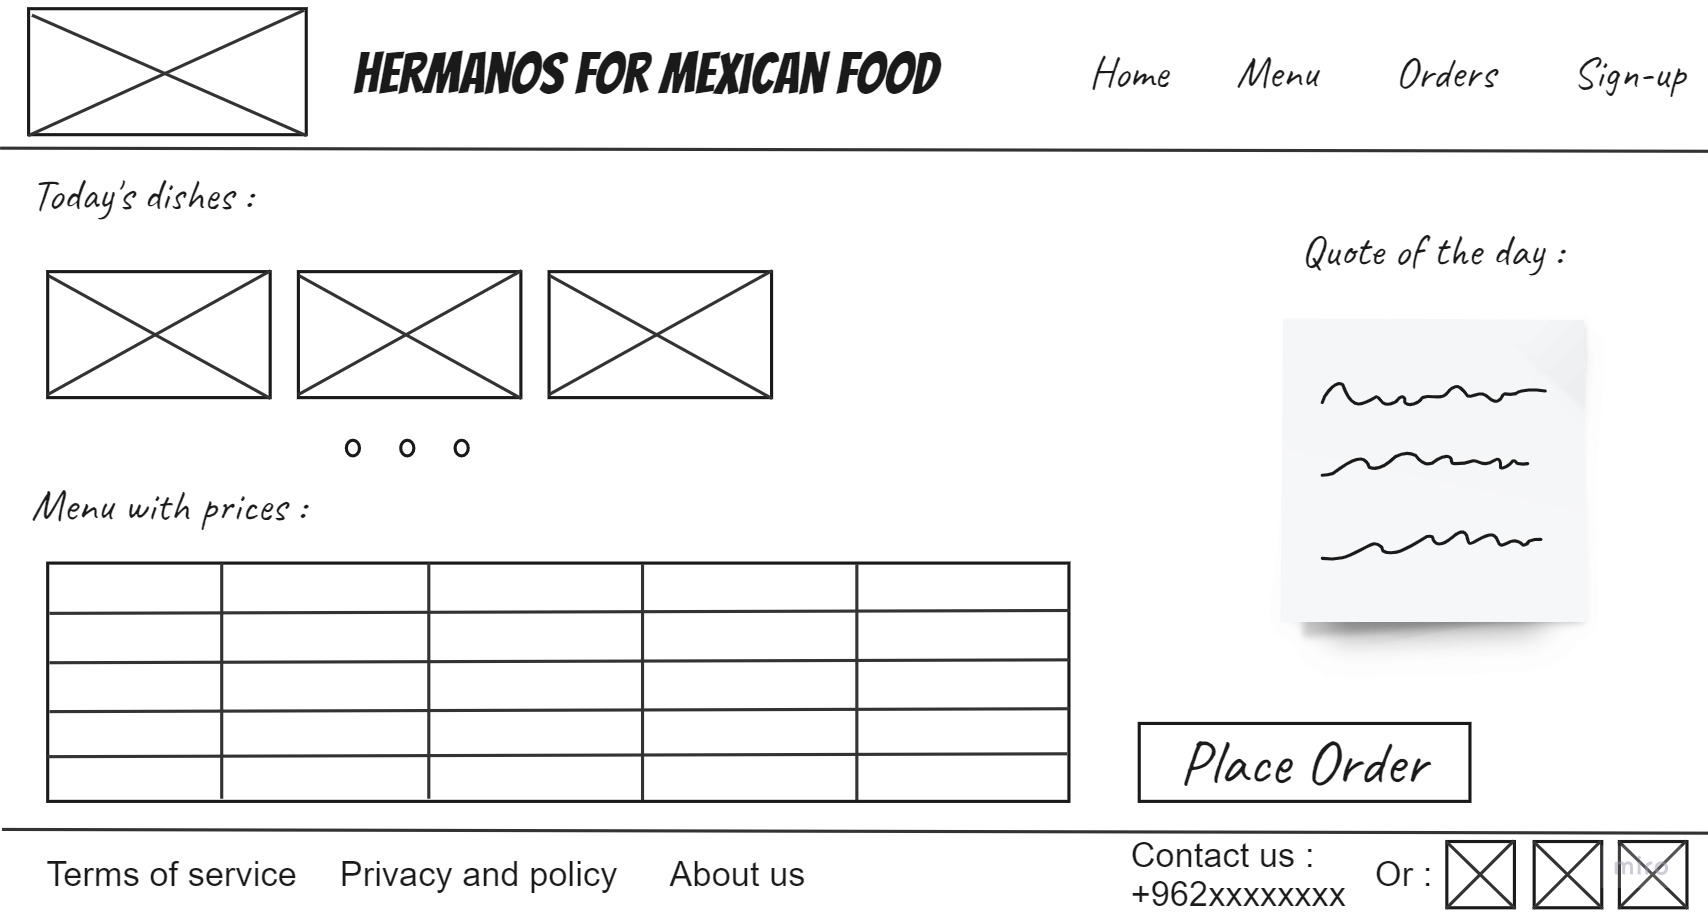 HERMANOS FOR MEXICAN FOOD
Home Menu Orders Sign-up
Today's dishes :
Quote of the day :
Menu with prices :
Place Order
Terms of service Privacy and policy About us
Contact us :
+962xxxxxxxx
Or :
miro